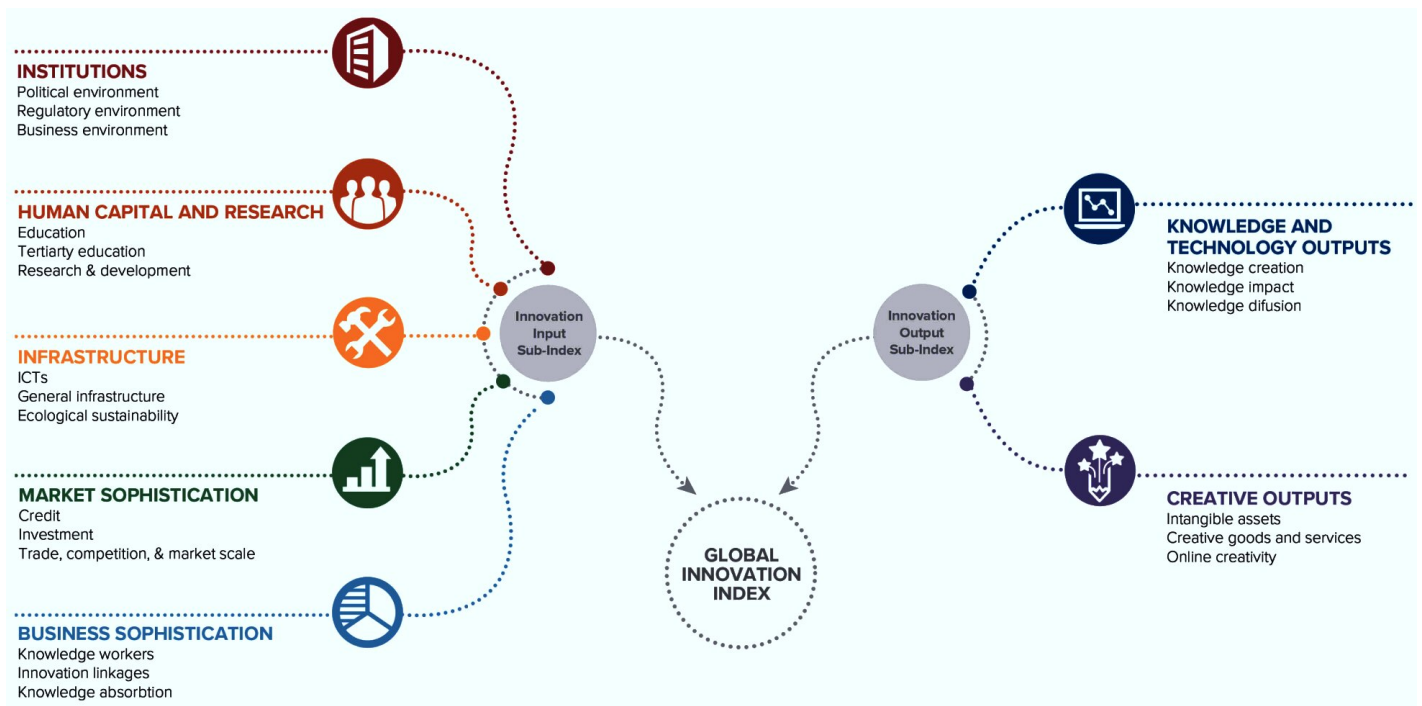 INSTITUTIONS
Political environment
Regulatory environment
Business environment
HUMAN CAPITAL AND RESEARCH
Education
Tertiarty education
Research & development
INFRASTRUCTURE
ICTs
General infrastructure
Ecological sustainability
MARKET SOPHISTICATION
Credit
Investment
Trade, competition, & market scale
BUSINESS SOPHISTICATION
Knowledge workers
Innovation linkages
Knowledge absorbtion
Innovation
Input
Sub-Index
GLOBAL
INNOVATION
INDEX
Innovation
Output
Sub-Index
KNOWLEDGE AND
TECHNOLOGY OUTPUTS
Knowledge creation
Knowledge impact
Knowledge difusion
CREATIVE OUTPUTS
Intangible assets
Creative goods and services
Online creativity